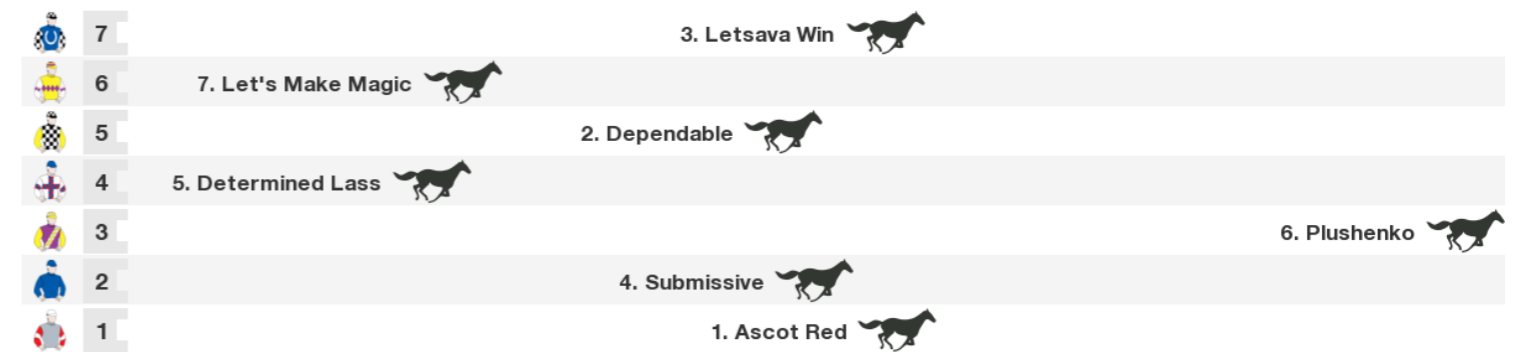 7 3. Letsava Win
6 7. Let's Make Magic
5 2. Dependable
4 5. Determined Lass
3 6. Plushenko
2 4. Submissive
1 1. Ascot Red